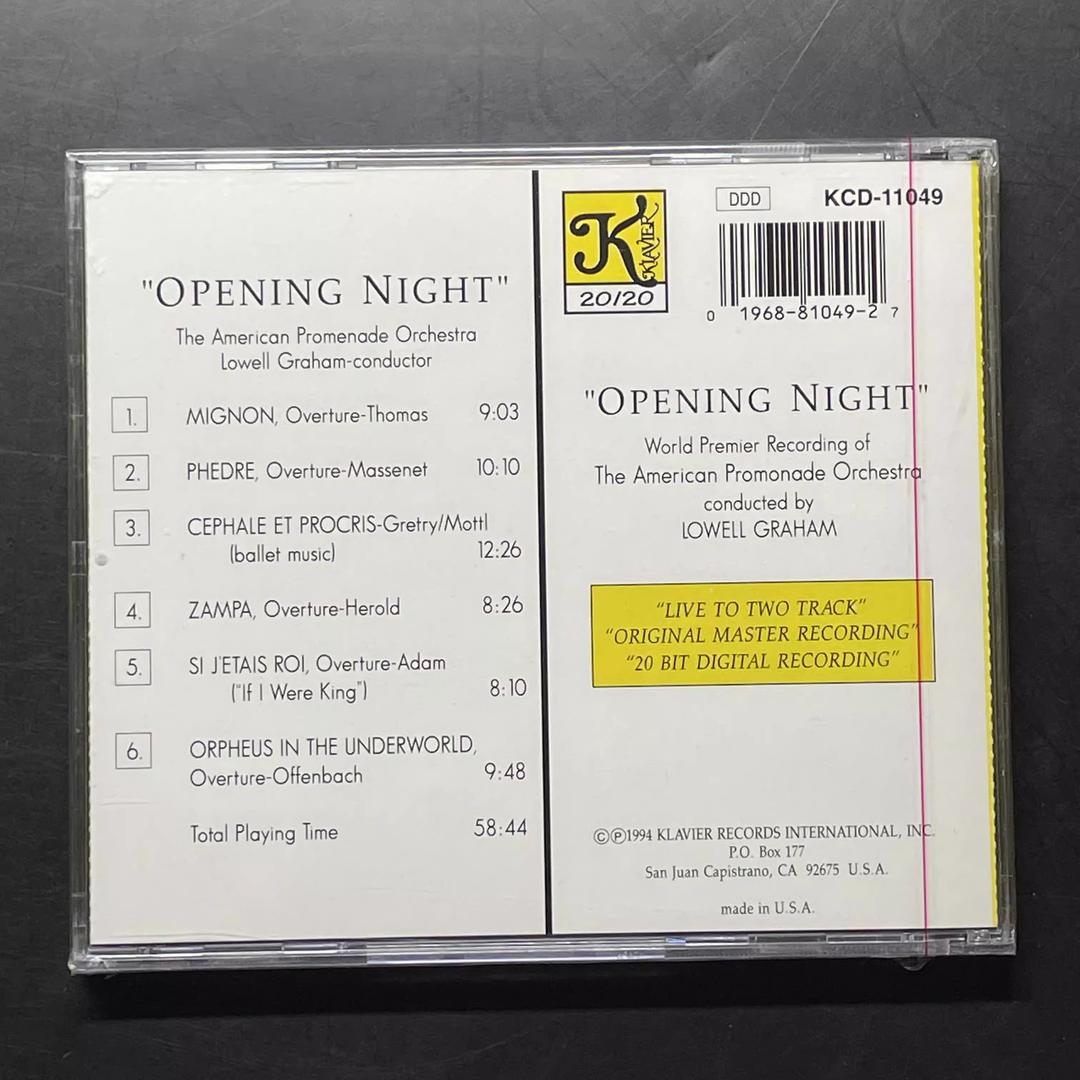 "OPENING NIGHT"
The American Promenade Orchestra
Lowell Graham-conductor
1. MIGNON, Overture-Thomas 9:03
2. PHEDRE, Overture-Massenet 10:10
3. CEPHALE ET PROCRIS-Gretry/Mottl
(ballet music) 12:26
4. ZAMPA, Overture-Herold 8:26
5. SI J'ETAIS ROI, Overture-Adam
("If I Were King") 8:10
6. ORPHEUS IN THE UNDERWORLD,
Overture-Offenbach 9:48
Total Playing Time 58:44
K KLAVIER
20/20
DDD KCD-11049
0 1968-81049-2 7
"OPENING NIGHT"
World Premier Recording of
The American Promonade Orchestra
conducted by
LOWELL GRAHAM
"LIVE TO TWO TRACK"
"ORIGINAL MASTER RECORDING"
"20 BIT DIGITAL RECORDING"
©℗1994 KLAVIER RECORDS INTERNATIONAL, INC.
P.O. Box 177
San Juan Capistrano, CA 92675 U.S.A.
made in U.S.A.